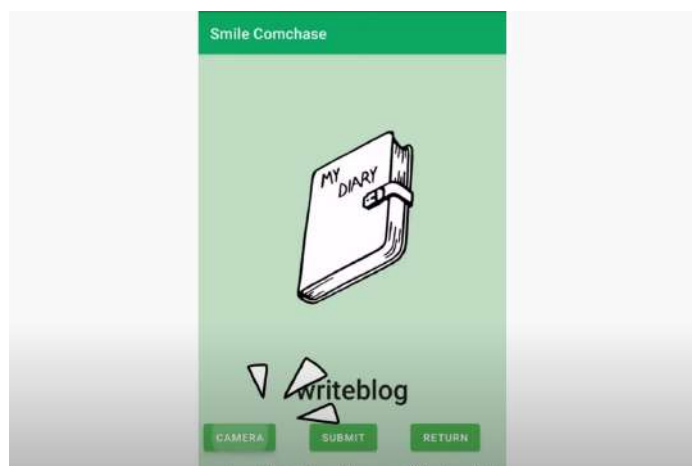 Smile Comchase
MY
DIARY
writeblog
CAMERA
SUBMIT
RETURN